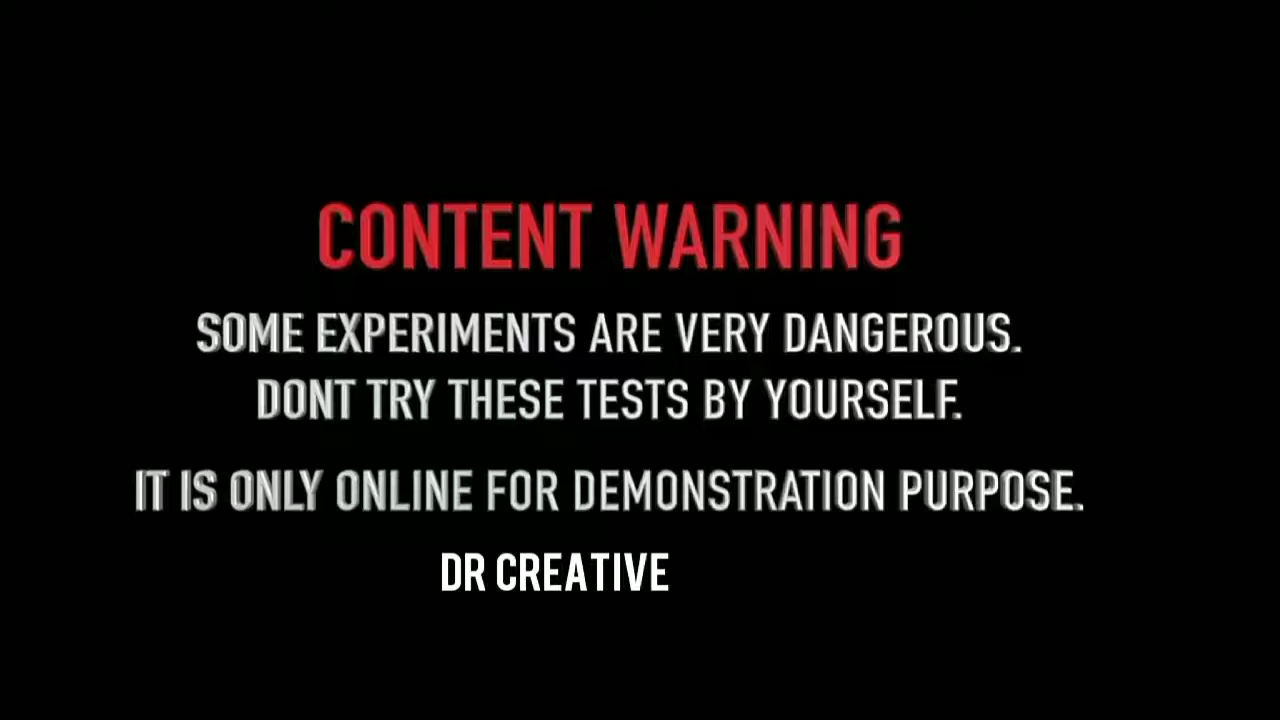 CONTENT WARNING
SOME EXPERIMENTS ARE VERY DANGEROUS.
DONT TRY THESE TESTS BY YOURSELF.
IT IS ONLY ONLINE FOR DEMONSTRATION PURPOSE.
DR CREATIVE